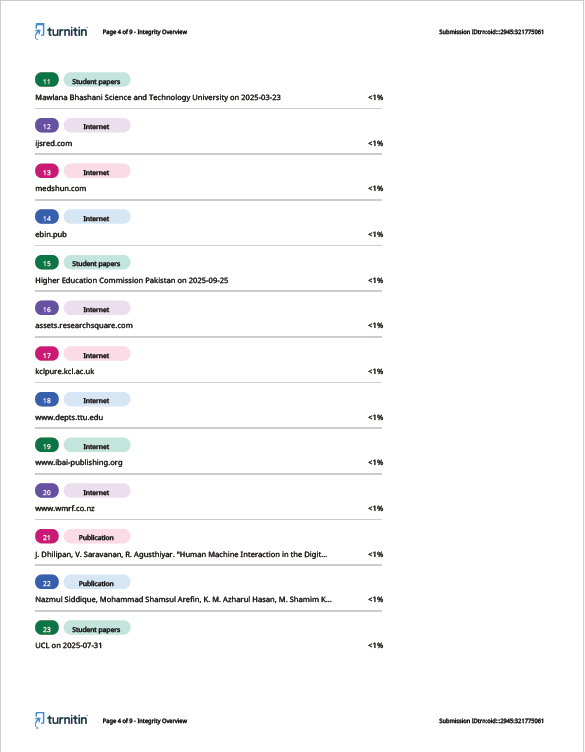 turnitin Page 4 of 9 - Integrity Overview Submission ID trn:oid:::2945:321775061
11 Student papers
Mawlana Bhashani Science and Technology University on 2025-03-23 <1%
12 Internet
ijsred.com <1%
13 Internet
medshun.com <1%
14 Internet
ebin.pub <1%
15 Student papers
Higher Education Commission Pakistan on 2025-09-25 <1%
16 Internet
assets.researchsquare.com <1%
17 Internet
kclpure.kcl.ac.uk <1%
18 Internet
www.depts.ttu.edu <1%
19 Internet
www.ibai-publishing.org <1%
20 Internet
www.wmrf.co.nz <1%
21 Publication
J. Dhilipan, V. Saravanan, R. Agusthiyar. "Human Machine Interaction in the Digit... <1%
22 Publication
Nazmul Siddique, Mohammad Shamsul Arefin, K. M. Azharul Hasan, M. Shamim K... <1%
23 Student papers
UCL on 2025-07-31 <1%
turnitin Page 4 of 9 - Integrity Overview Submission ID trn:oid:::2945:321775061